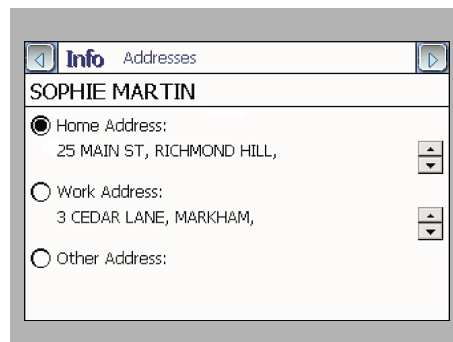 Info Addresses
SOPHIE MARTIN
Home Address:
25 MAIN ST, RICHMOND HILL,
Work Address:
3 CEDAR LANE, MARKHAM,
Other Address: